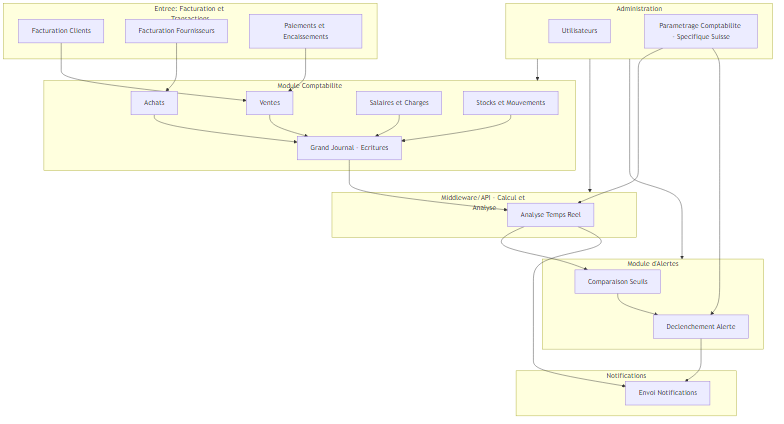 Entree: Facturation et
Transactions
Facturation Clients
Facturation Fournisseurs
Paiements et
Encaissements
Administration
Utilisateurs
Parametrage Comptabilite
- Specifique Suisse
Module Comptabilite
Achats
Ventes
Salaires et Charges
Stocks et Mouvements
Grand Journal - Ecritures
Middleware/API - Calcul et
Analyse
Analyse Temps Reel
Module d'Alertes
Comparaison Seuils
Declenchement Alerte
Notifications
Envoi Notifications